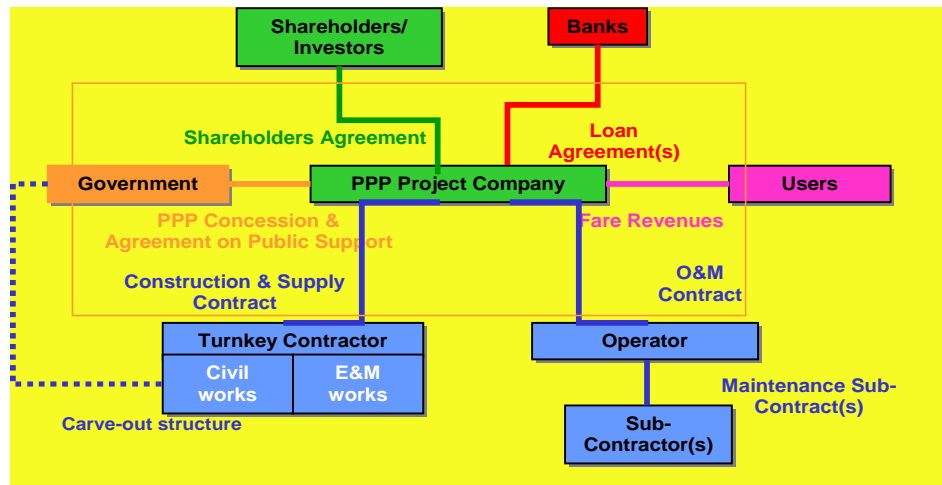 Shareholders/
Investors
Banks
Shareholders Agreement
Loan
Agreement(s)
Government
PPP Project Company
Users
PPP Concession &
Agreement on Public Support
Fare Revenues
Construction & Supply
Contract
O&M
Contract
Turnkey Contractor
Civil
works
E&M
works
Operator
Maintenance Sub-
Contract(s)
Carve-out structure
Sub-
Contractor(s)